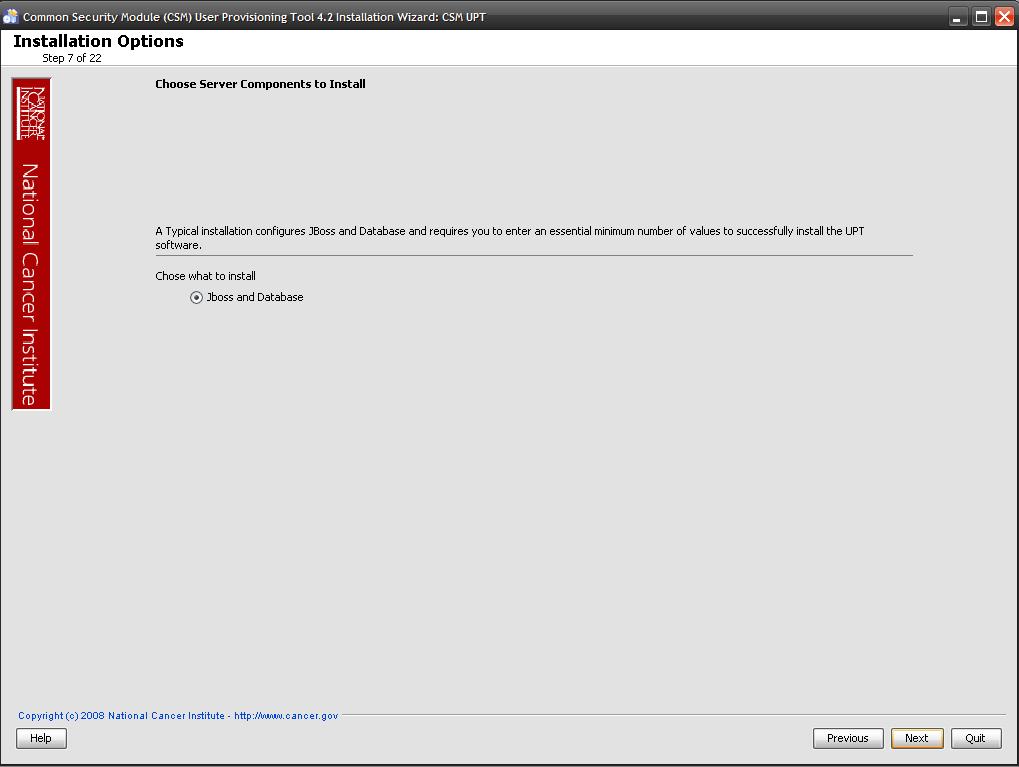 Common Security Module (CSM) User Provisioning Tool 4.2 Installation Wizard: CSM UPT
Installation Options
Step 7 of 22
NATIONAL
CANCER
INSTITUTE
National Cancer Institute
Choose Server Components to Install
A Typical installation configures JBoss and Database and requires you to enter an essential minimum number of values to successfully install the UPT
software.
Chose what to install
Jboss and Database
Copyright (c) 2008 National Cancer Institute - http://www.cancer.gov
Help
Previous
Next
Quit